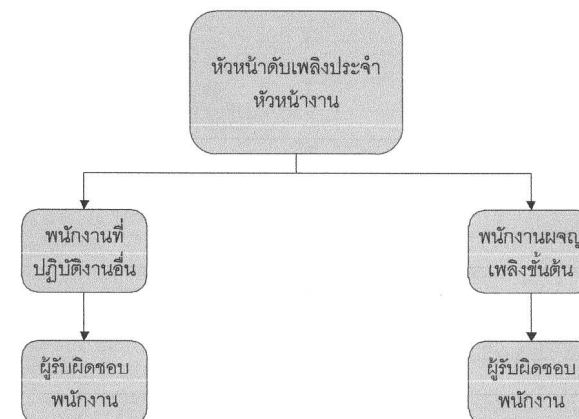 หัวหน้าดับเพลิงประจำ
หัวหน้างาน
พนักงานที่
ปฏิบัติงานอื่น
พนักงานผจญ
เพลิงขั้นต้น
ผู้รับผิดชอบ
พนักงาน
ผู้รับผิดชอบ
พนักงาน